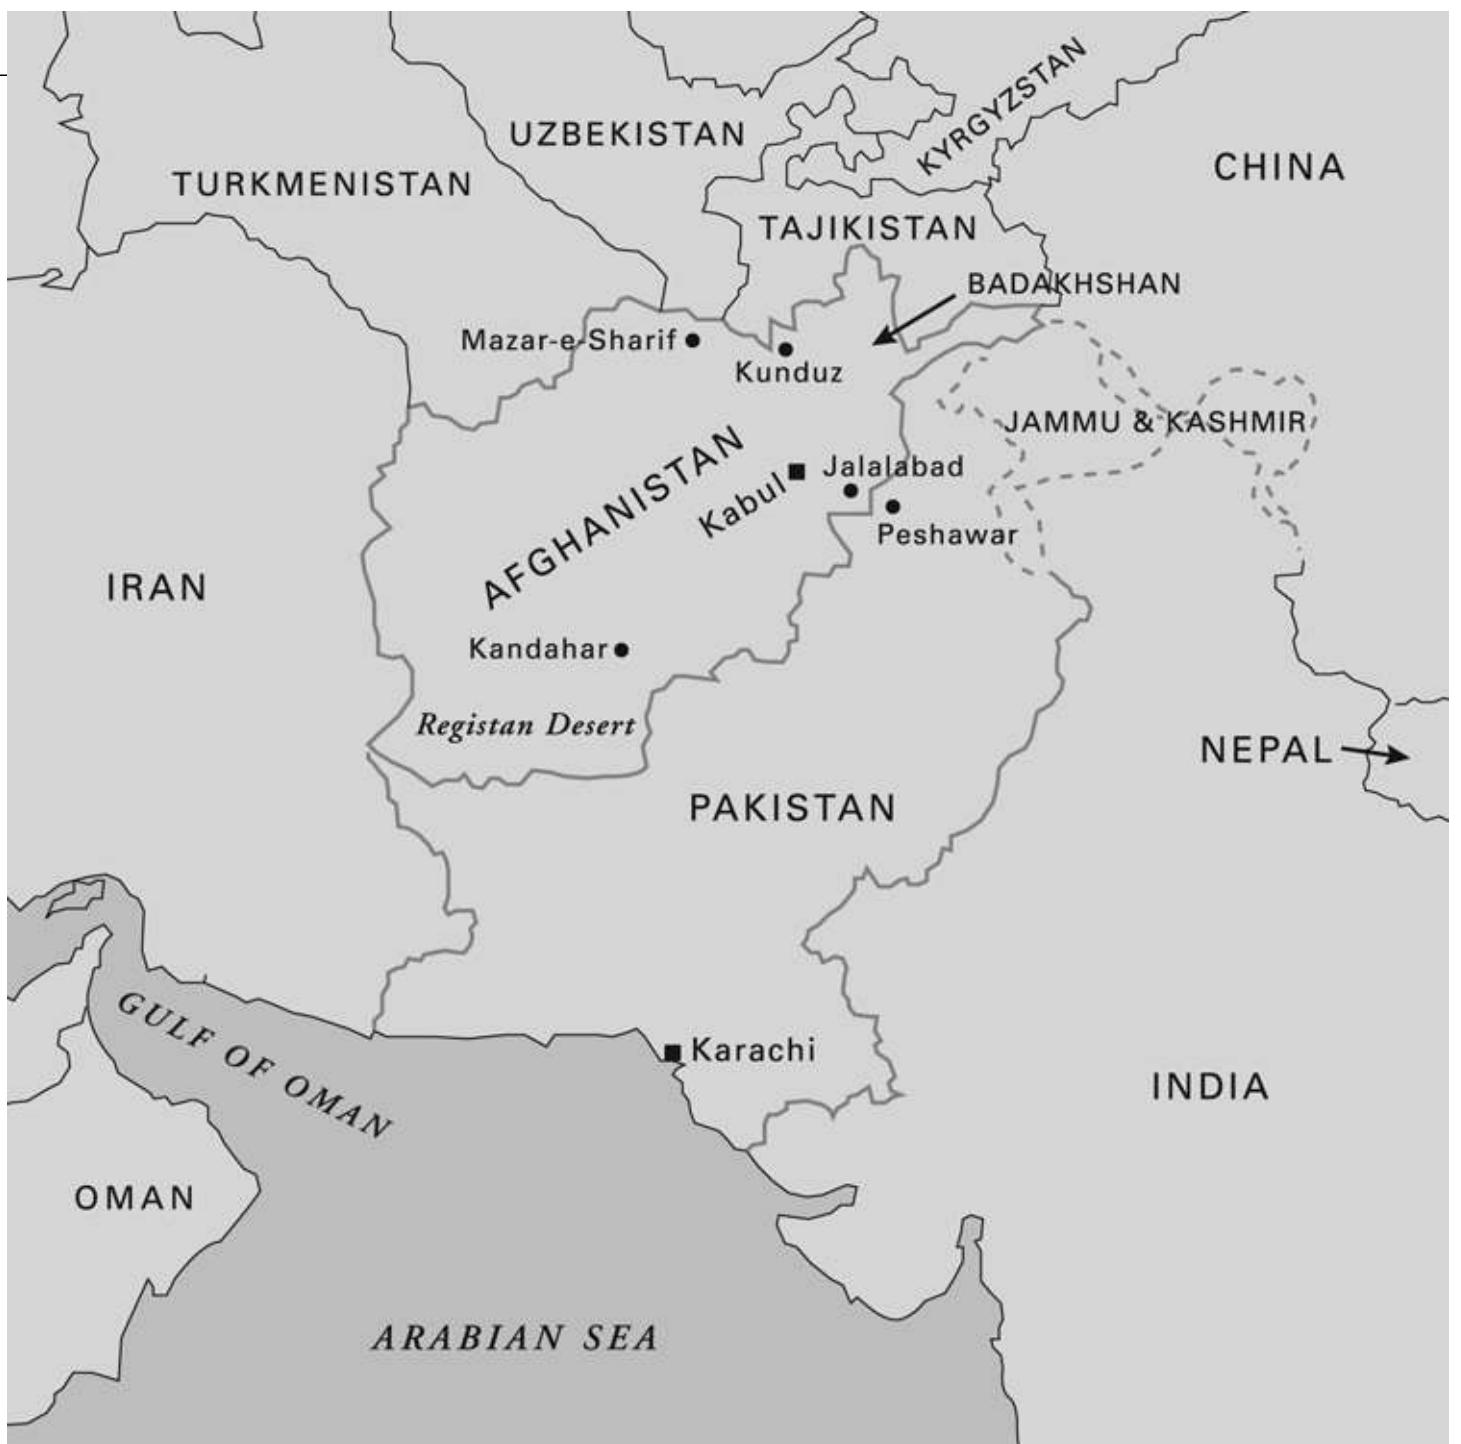 KYRGYZSTAN
UZBEKISTAN
CHINA
TURKMENISTAN
TAJIKISTAN
BADAKHSHAN
Mazar-e-Sharif
Kunduz
JAMMU & KASHMIR
AFGHANISTAN
Jalalabad
Kabul
Peshawar
IRAN
Kandahar
Registan Desert
NEPAL
PAKISTAN
GULF OF OMAN
Karachi
INDIA
OMAN
ARABIAN SEA